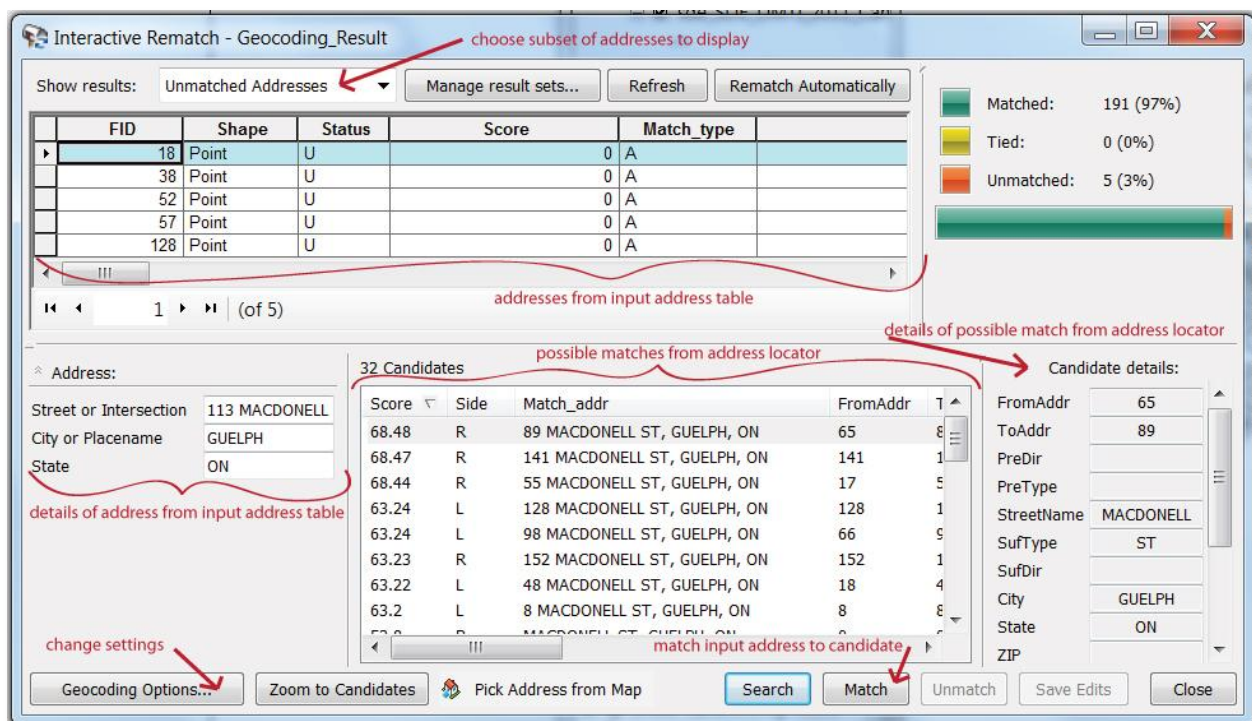 Interactive Rematch - Geocoding_Result
choose subset of addresses to display
Show results: Unmatched Addresses Manage result sets... Refresh Rematch Automatically
FID Shape Status Score Match_type
18 Point U 0 A
38 Point U 0 A
52 Point U 0 A
57 Point U 0 A
128 Point U 0 A
1 (of 5)
addresses from input address table
Matched: 191 (97%)
Tied: 0 (0%)
Unmatched: 5 (3%)
details of possible match from address locator
possible matches from address locator
Address:
Street or Intersection 113 MACDONELL
City or Placename GUELPH
State ON
details of address from input address table
32 Candidates
Score Side Match_addr FromAddr T
68.48 R 89 MACDONELL ST, GUELPH, ON 65 8
68.47 R 141 MACDONELL ST, GUELPH, ON 141 1
68.44 R 55 MACDONELL ST, GUELPH, ON 17 5
63.24 L 128 MACDONELL ST, GUELPH, ON 128 1
63.24 L 98 MACDONELL ST, GUELPH, ON 66 9
63.23 R 152 MACDONELL ST, GUELPH, ON 152 1
63.22 L 48 MACDONELL ST, GUELPH, ON 18 4
63.2 L 8 MACDONELL ST, GUELPH, ON 8 8
Candidate details:
FromAddr 65
ToAddr 89
PreDir
PreType
StreetName MACDONELL
SufType ST
SufDir
City GUELPH
State ON
ZIP
change settings
match input address to candidate
Geocoding Options... Zoom to Candidates Pick Address from Map Search Match Unmatch Save Edits Close